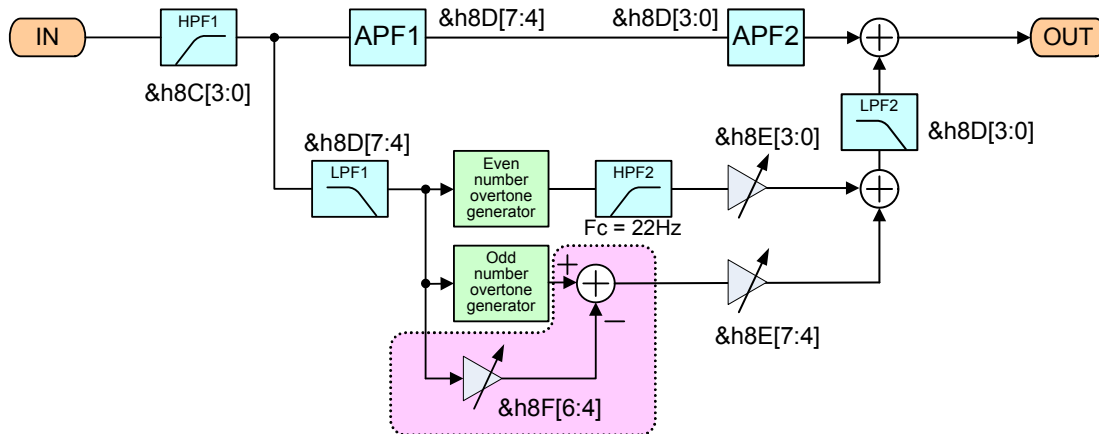 IN
HPF1
&h8C[3:0]
APF1
&h8D[7:4]
&h8D[3:0]
APF2
OUT
LPF2
&h8D[3:0]
&h8D[7:4]
LPF1
Even
number
overtone
generator
HPF2
Fc = 22Hz
&h8E[3:0]
Odd
number
overtone
generator
+
−
&h8E[7:4]
&h8F[6:4]